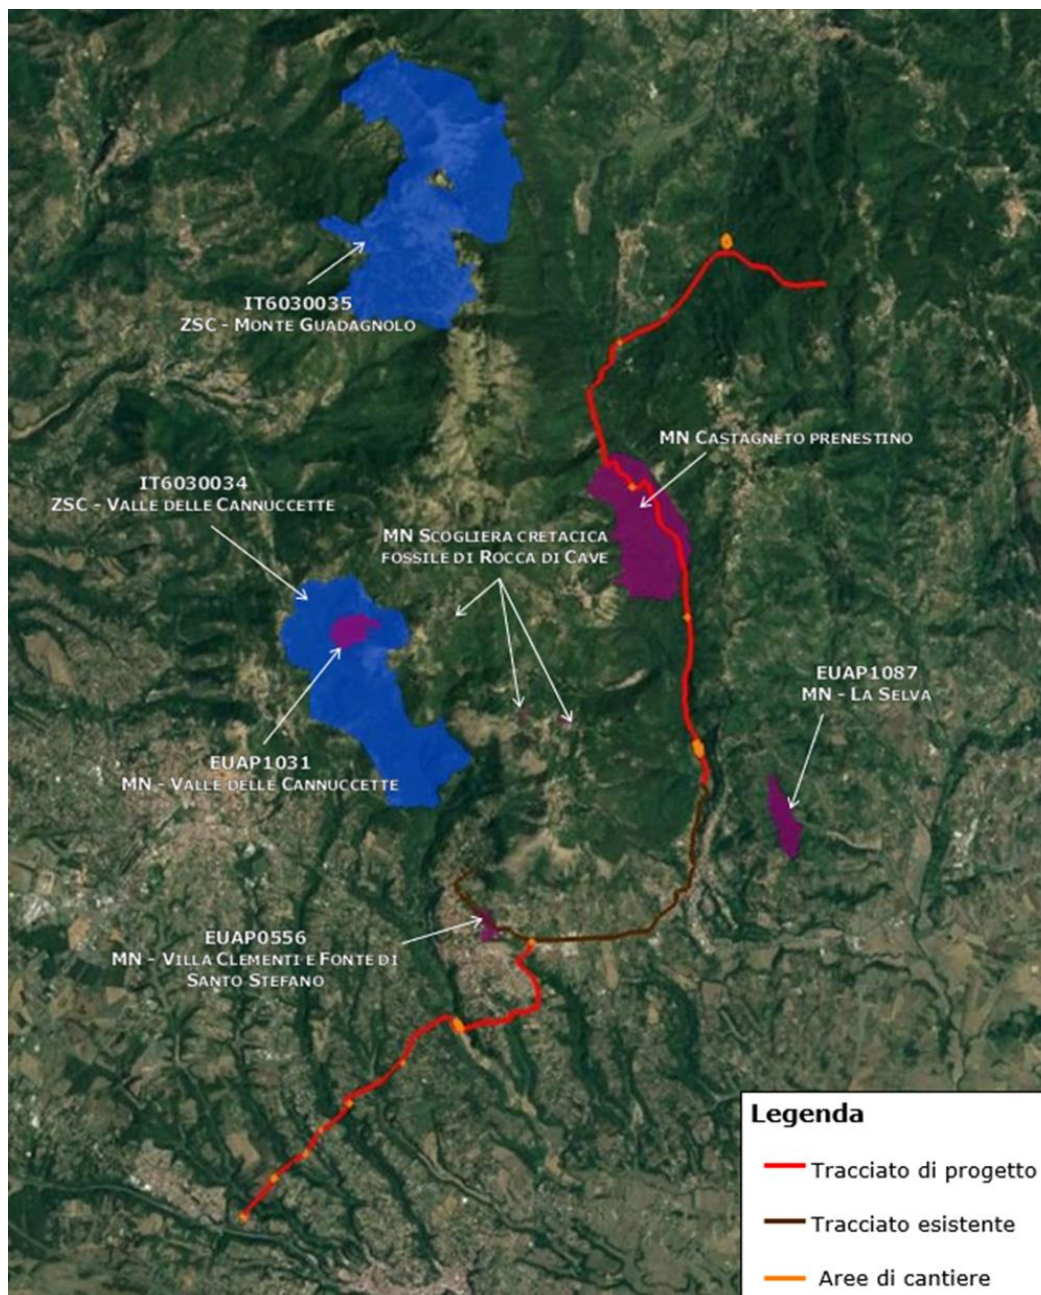 IT6030035
ZSC - Monte Guadagnolo
MN Castagneto prenestino
IT6030034
ZSC - Valle delle Cannuccette
MN Scogliera cretacica
fossile di Rocca di Cave
EUAP1087
MN - La Selva
EUAP1031
MN - Valle delle Cannuccette
EUAP0556
MN - Villa Clementi e Fonte di
Santo Stefano
Legenda
Tracciato di progetto
Tracciato esistente
Aree di cantiere